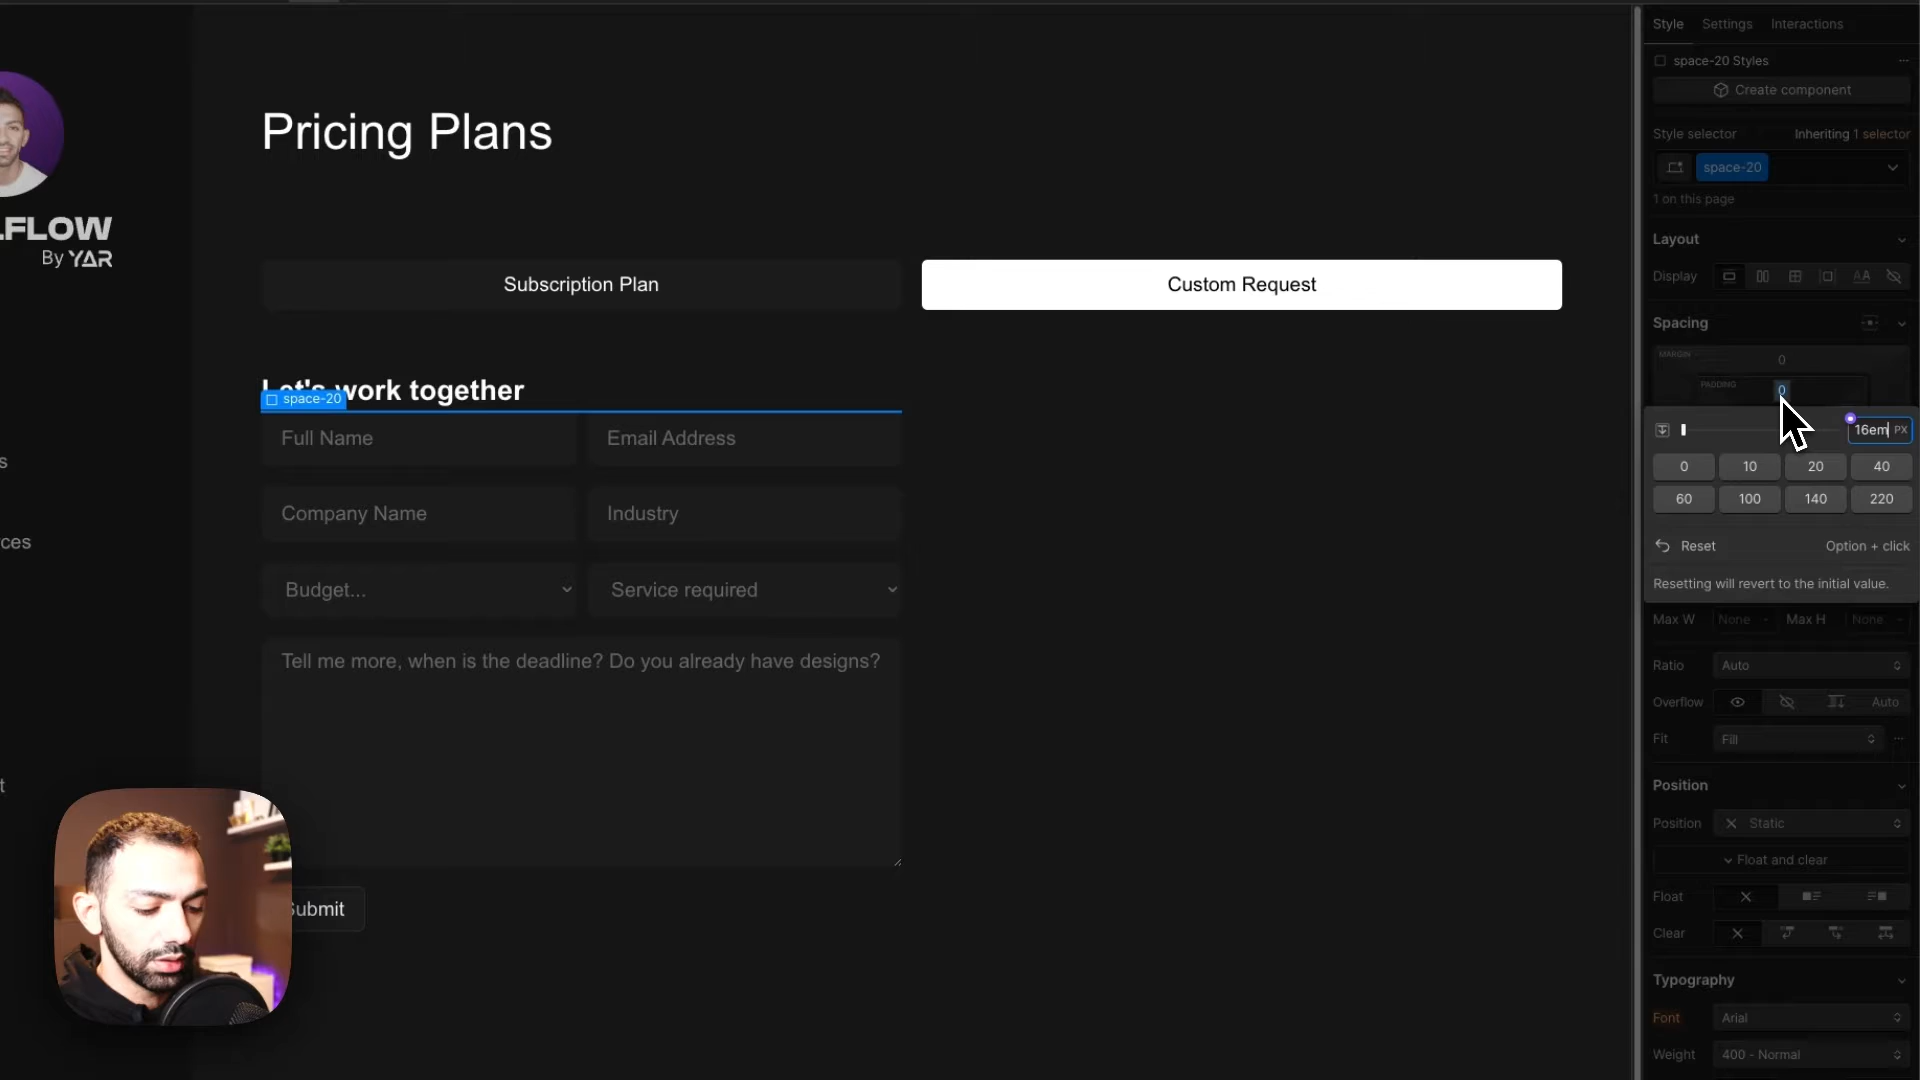 Style Settings Interactions
space-20 Styles
Create component
Style selector Inheriting 1 selector
space-20
1 on this page
Layout
Display
AA
Spacing
MARGIN
0
PADDING
0
16em PX
0 10 20 40
60 100 140 220
Reset Option + click
Resetting will revert to the initial value.
Max W None Max H None
Ratio Auto
Overflow Auto
Fit Fill
Position
Position Static
Float and clear
Float
Clear
Typography
Font Arial
Weight 400 - Normal
LFLOW
By YAR
s
ces
t
Pricing Plans
Subscription Plan Custom Request
Let's work together
space-20
Full Name Email Address
Company Name Industry
Budget... Service required
Tell me more, when is the deadline? Do you already have designs?
Submit